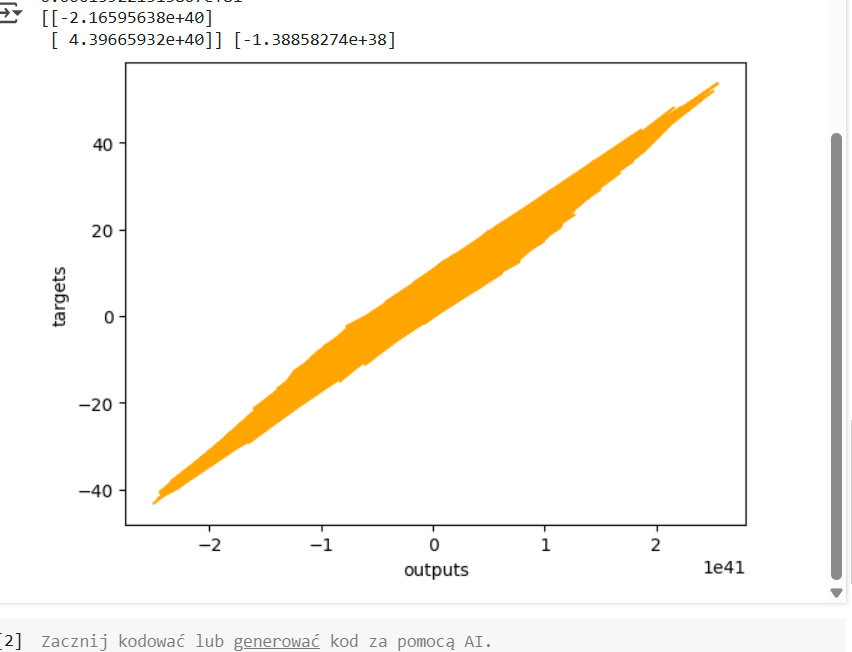 [[-2.16595638e+40]
[ 4.39665932e+40]] [-1.38858274e+38]
40
20
0
−20
−40
targets
−2
−1
0
1
2
1e41
outputs
[2]
Zacznij kodować lub generować kod za pomocą AI.